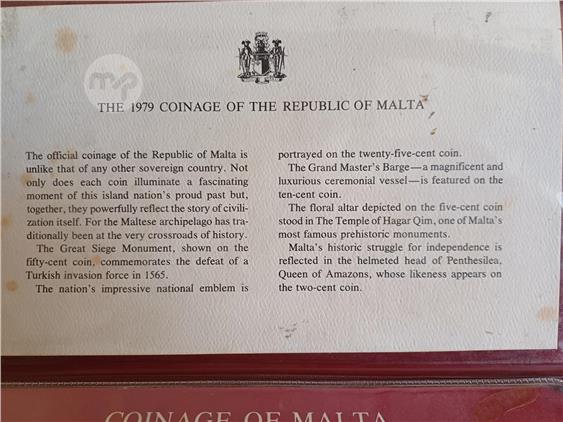 mp
THE 1979 COINAGE OF THE REPUBLIC OF MALTA
The official coinage of the Republic of Malta is
unlike that of any other sovereign country. Not
only does each coin illuminate a fascinating
moment of this island nation's proud past but,
together, they powerfully reflect the story of civili-
zation itself. For the Maltese archipelago has tra-
ditionally been at the very crossroads of history.
The Great Siege Monument, shown on the
fifty-cent coin, commemorates the defeat of a
Turkish invasion force in 1565.
The nation's impressive national emblem is
portrayed on the twenty-five-cent coin.
The Grand Master's Barge—a magnificent and
luxurious ceremonial vessel—is featured on the
ten-cent coin.
The floral altar depicted on the five-cent coin
stood in The Temple of Hagar Qim, one of Malta's
most famous prehistoric monuments.
Malta's historic struggle for independence is
reflected in the helmeted head of Penthesilea,
Queen of Amazons, whose likeness appears on
the two-cent coin.
COINAGE OF MALTA